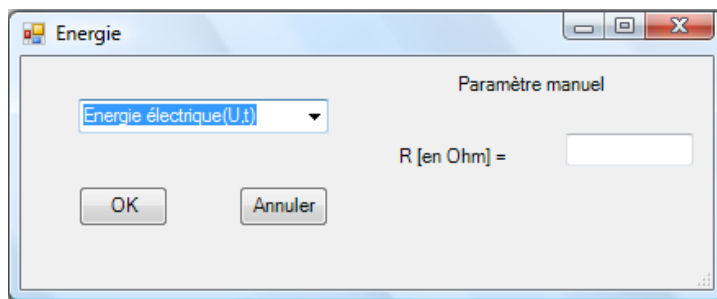 Energie
Paramètre manuel
Energie électrique(U,t)
R [en Ohm] =
OK
Annuler